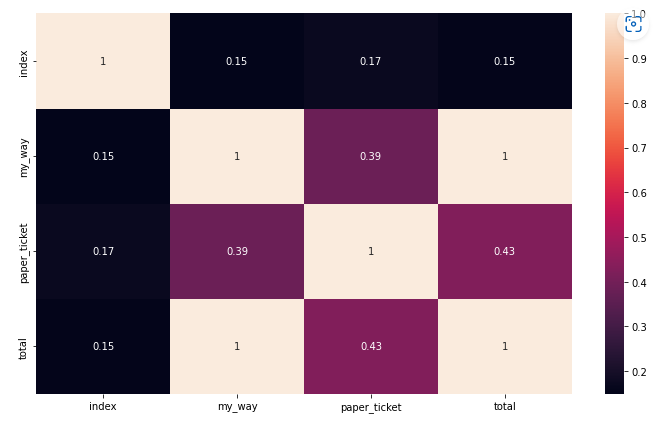 index 1 0.15 0.17 0.15
my_way 0.15 1 0.39 1
paper_ticket 0.17 0.39 1 0.43
total 0.15 1 0.43 1
index my_way paper_ticket total
1.0
0.9
0.8
0.7
0.6
0.5
0.4
0.3
0.2